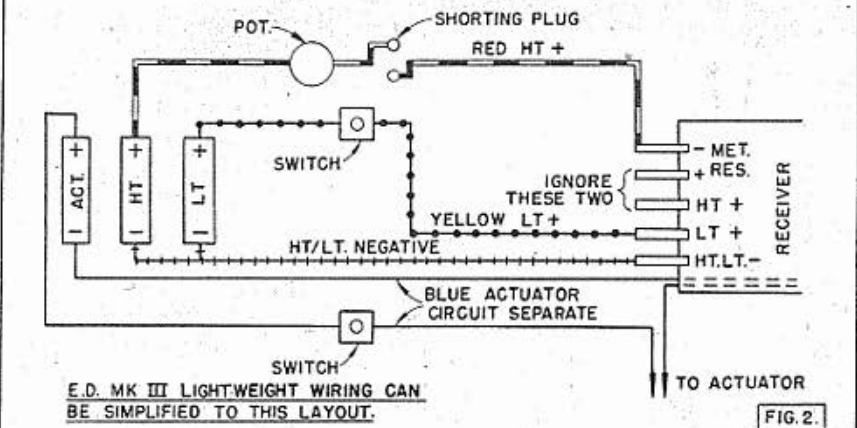 POT.
SHORTING PLUG
RED HT +
SWITCH
+
ACT.
−
+
HT
−
+
LT
−
YELLOW LT +
HT/LT. NEGATIVE
IGNORE
THESE TWO
− MET.
+ RES.
HT +
LT +
HT.LT.−
RECEIVER
BLUE ACTUATOR
CIRCUIT SEPARATE
SWITCH
TO ACTUATOR
E.D. MK III LIGHT-WEIGHT WIRING CAN
BE SIMPLIFIED TO THIS LAYOUT.
FIG. 2.